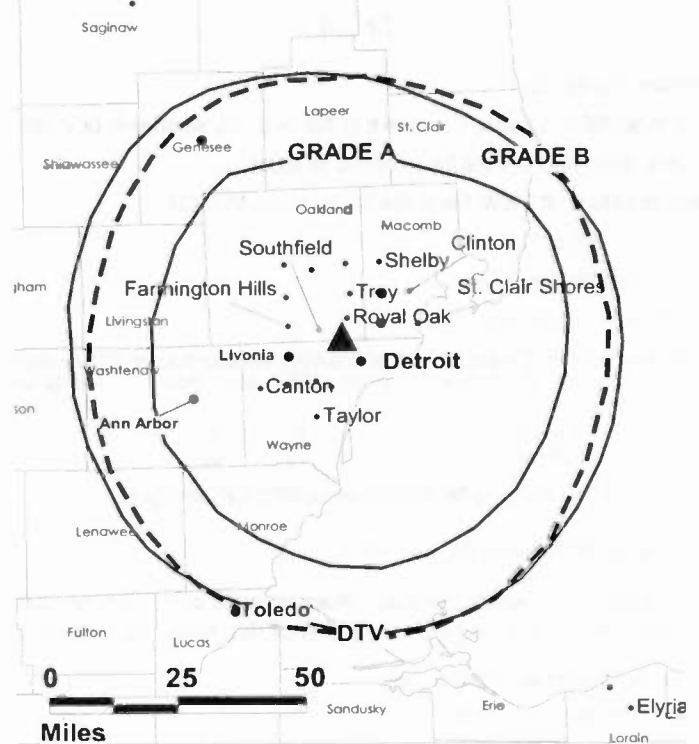 Saginaw
Lapeer
St. Clair
Genesee
Shiawassee
GRADE A
GRADE B
Oakland
Macomb
Southfield
Clinton
Shelby
gham
Farmington Hills
Troy
St. Clair Shores
Livingston
Royal Oak
Livonia
Detroit
Washtenaw
Canton
son
Ann Arbor
Taylor
Wayne
Lenawee
Monroe
Toledo
Fulton
Lucas
DTV
0 25 50
Sandusky
Erie
Elyria
Miles
Lorain